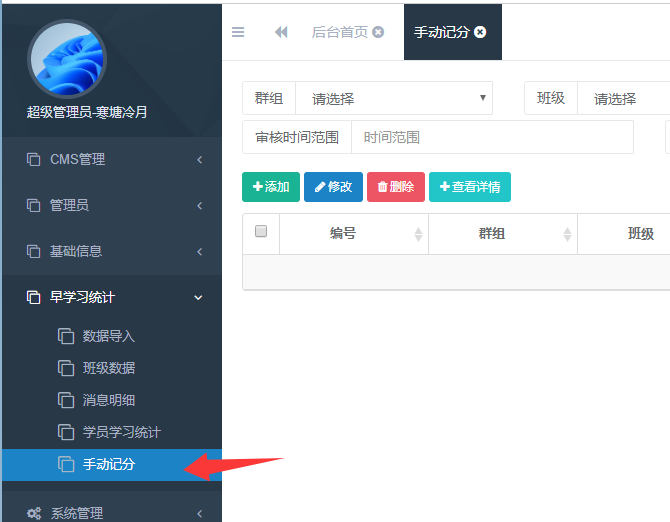 超级管理员-寒塘冷月
CMS管理
管理员
基础信息
早学习统计
数据导入
班级数据
消息明细
学员学习统计
手动记分
系统管理
后台首页 手动记分
群组 请选择 班级 请选择
审核时间范围 时间范围
添加 修改 删除 查看详情
编号 群组 班级